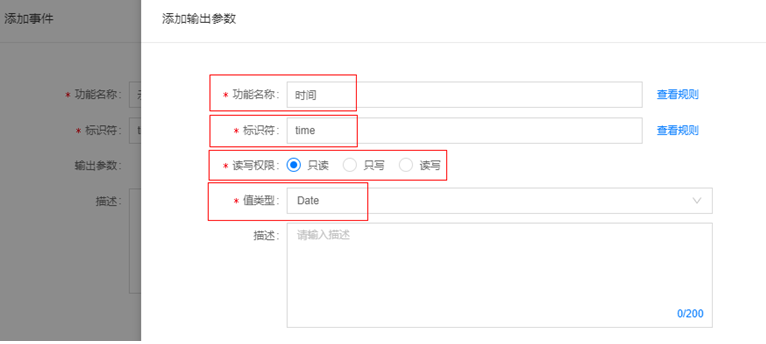 添加事件
添加输出参数
* 功能名称:
* 功能名称: 时间 查看规则
* 标识符: t
* 标识符: time 查看规则
输出参数:
* 读写权限: 只读 只写 读写
描述:
* 值类型: Date
描述: 请输入描述
0/200